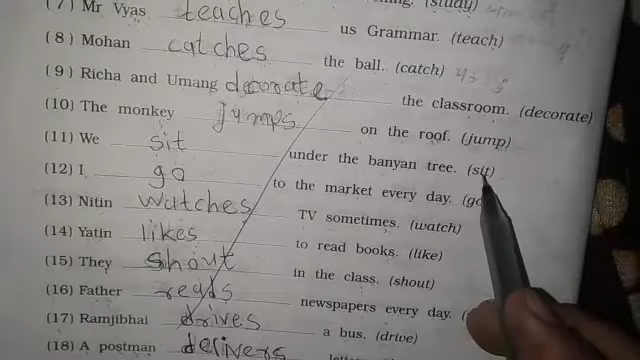 (7) Mr Vyas teaches us Grammar. (teach)
(8) Mohan catches the ball. (catch)
(9) Richa and Umang decorate the classroom. (decorate)
(10) The monkey jumps on the roof. (jump)
(11) We sit under the banyan tree. (sit)
(12) I go to the market every day. (go
(13) Nitin watches TV sometimes. (watch)
(14) Yatin likes to read books. (like)
(15) They shout in the class. (shout)
(16) Father reads newspapers every day. (
(17) Ramjibhai drives a bus. (drive)
(18) A postman delivers